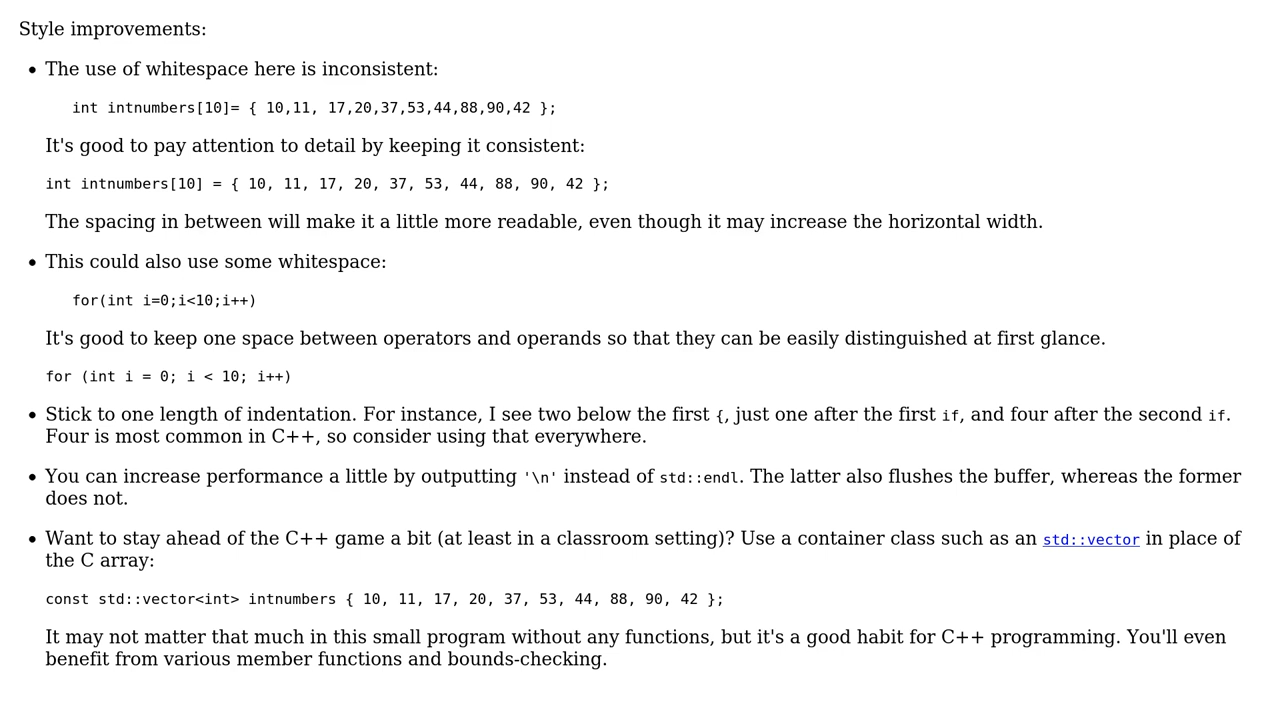 Style improvements:
The use of whitespace here is inconsistent:
int intnumbers[10]= { 10,11, 17,20,37,53,44,88,90,42 };
It's good to pay attention to detail by keeping it consistent:
int intnumbers[10] = { 10, 11, 17, 20, 37, 53, 44, 88, 90, 42 };
The spacing in between will make it a little more readable, even though it may increase the horizontal width.
This could also use some whitespace:
for(int i=0;i<10;i++)
It's good to keep one space between operators and operands so that they can be easily distinguished at first glance.
for (int i = 0; i < 10; i++)
Stick to one length of indentation. For instance, I see two below the first {, just one after the first if, and four after the second if.
Four is most common in C++, so consider using that everywhere.
You can increase performance a little by outputting '\n' instead of std::endl. The latter also flushes the buffer, whereas the former
does not.
Want to stay ahead of the C++ game a bit (at least in a classroom setting)? Use a container class such as an std::vector in place of
the C array:
const std::vector<int> intnumbers { 10, 11, 17, 20, 37, 53, 44, 88, 90, 42 };
It may not matter that much in this small program without any functions, but it's a good habit for C++ programming. You'll even
benefit from various member functions and bounds-checking.